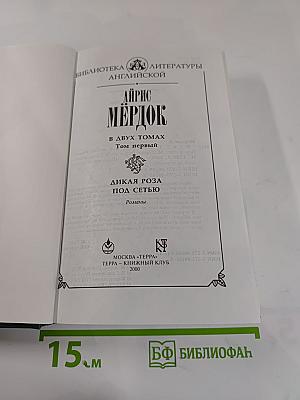 БИБЛИОТЕКА ЛИТЕРАТУРЫ
АНГЛИЙСКОЙ
АЙРИС
МЁРДОК
В ДВУХ ТОМАХ
Том первый
ДИКАЯ РОЗА
ПОД СЕТЬЮ
Романы
МОСКВА «ТЕРРА»
ТЕРРА – КНИЖНЫЙ КЛУБ
2000
15 см
БФ БИБЛИОФАН